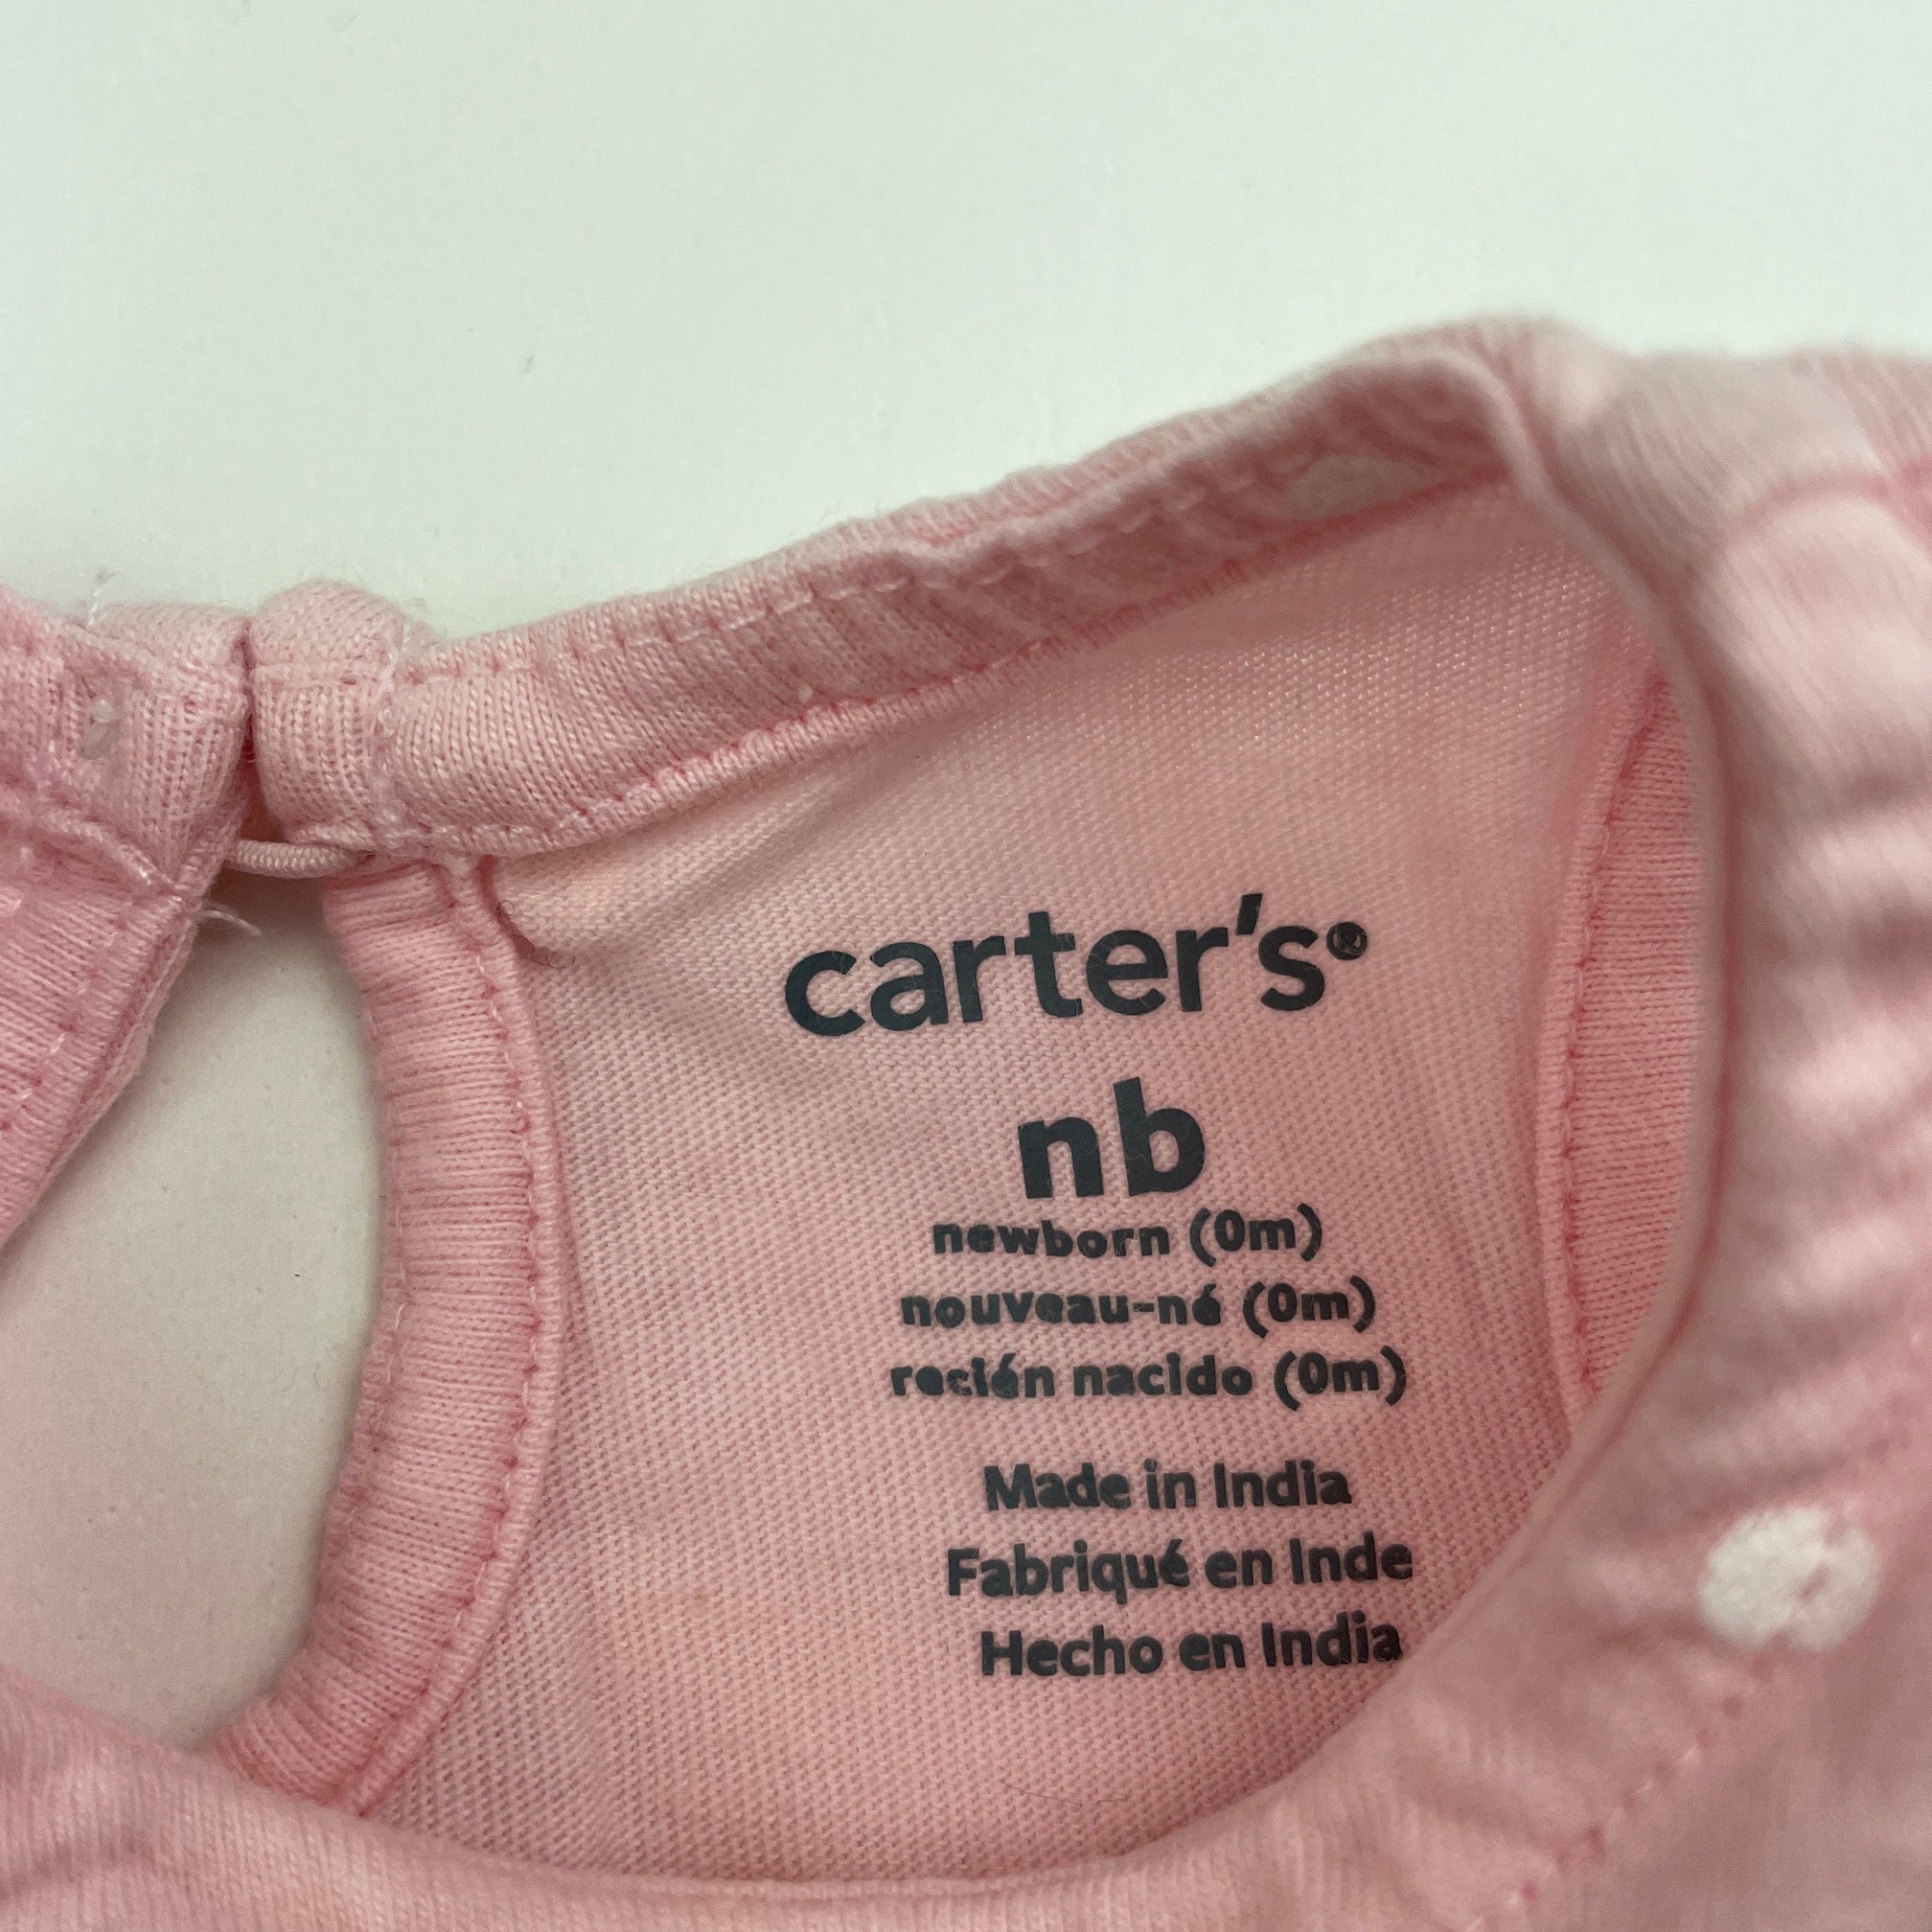 carter's®
nb
newborn (0m)
nouveau-né (0m)
recién nacido (0m)
Made in India
Fabriqué en Inde
Hecho en India